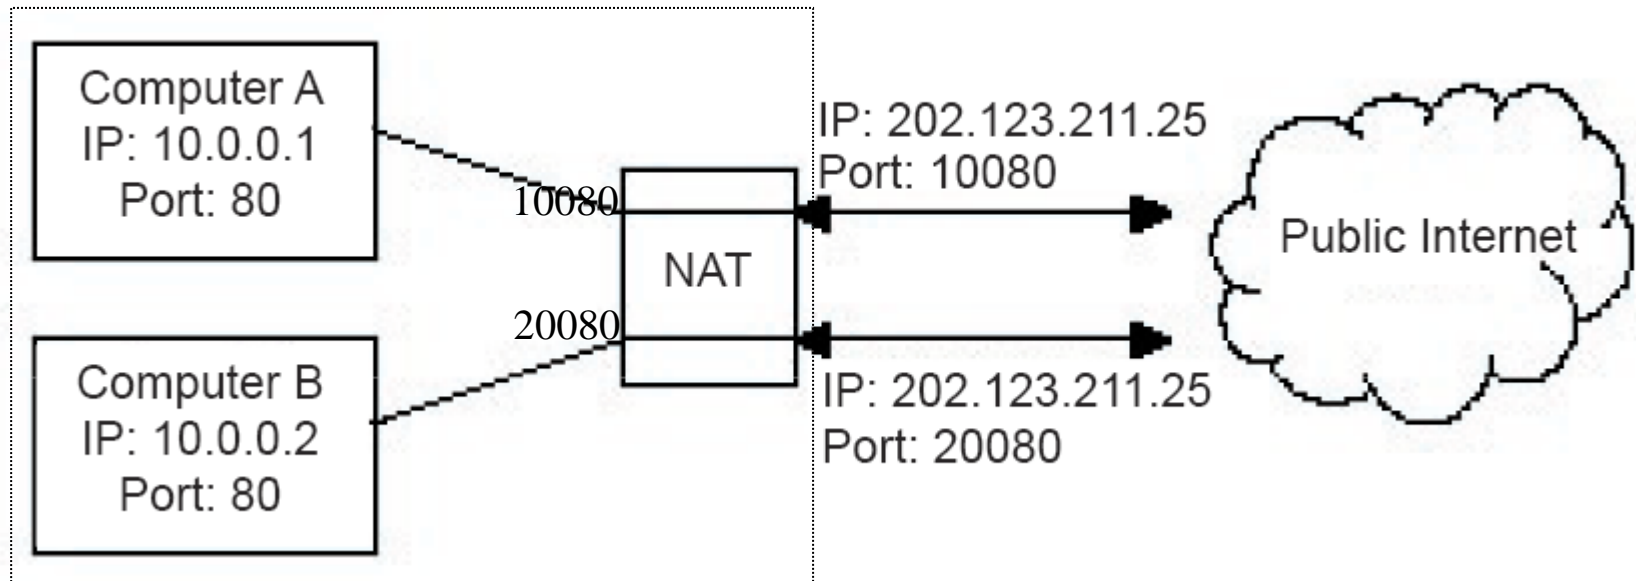 Computer A
IP: 10.0.0.1
Port: 80
10080
IP: 202.123.211.25
Port: 10080
NAT
Public Internet
20080
Computer B
IP: 10.0.0.2
Port: 80
IP: 202.123.211.25
Port: 20080